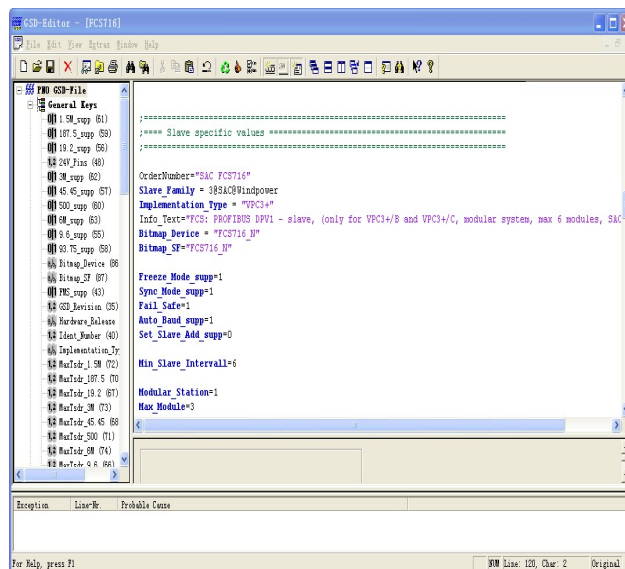 GSD-Editor - [FCS716]
File Edit View Extras Window Help
PNO GSD-File
General Keys
1.5M_supp (61)
187.5_supp (59)
19.2_supp (56)
24V_Pins (48)
3M_supp (62)
45.45_supp (57)
500_supp (60)
6M_supp (63)
9.6_supp (55)
93.75_supp (58)
Bitmap_Device (86
Bitmap_SF (87)
FMS_supp (43)
GSD_Revision (35)
Hardware_Release
Ident_Number (40)
Implementation_Ty
MaxTsdr_1.5M (72)
MaxTsdr_187.5 (70
MaxTsdr_19.2 (67)
MaxTsdr_3M (73)
MaxTsdr_45.45 (68
MaxTsdr_500 (71)
MaxTsdr_6M (74)
MaxTsdr_9.6 (66)
;==== Slave specific values ====
OrderNumber="SAC FCS716"
Slave_Family = 3@SAC@Windpower
Implementation_Type = "VPC3+"
Info_Text="FCS: PROFIBUS DPV1 - slave, (only for VPC3+/B and VPC3+/C, modular system, max 6 modules, SAC
Bitmap_Device = "FCS716_N"
Bitmap_SF="FCS716_N"
Freeze_Mode_supp=1
Sync_Mode_supp=1
Fail_Safe=1
Auto_Baud_supp=1
Set_Slave_Add_supp=0
Min_Slave_Intervall=6
Modular_Station=1
Max_Module=3
Exception Line-Nr. Probable Cause
For Help, press F1 NUM Line: 120, Char: 2 Original